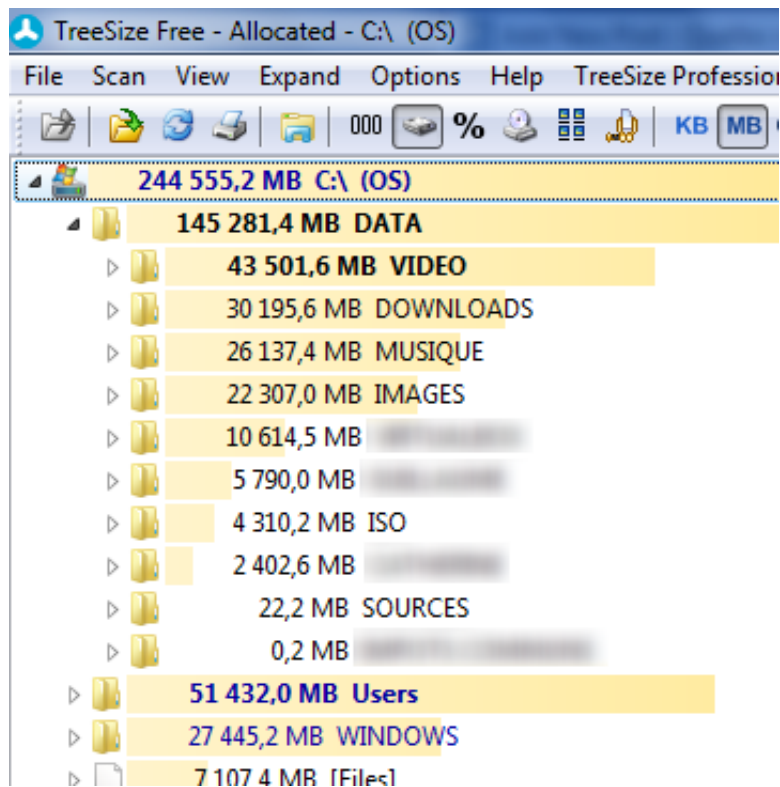 TreeSize Free - Allocated - C:\ (OS)
File Scan View Expand Options Help TreeSize Profession
000 % KB MB
244 555,2 MB C:\ (OS)
145 281,4 MB DATA
43 501,6 MB VIDEO
30 195,6 MB DOWNLOADS
26 137,4 MB MUSIQUE
22 307,0 MB IMAGES
10 614,5 MB
5 790,0 MB
4 310,2 MB ISO
2 402,6 MB
22,2 MB SOURCES
0,2 MB
51 432,0 MB Users
27 445,2 MB WINDOWS
7 107,4 MB [Files]